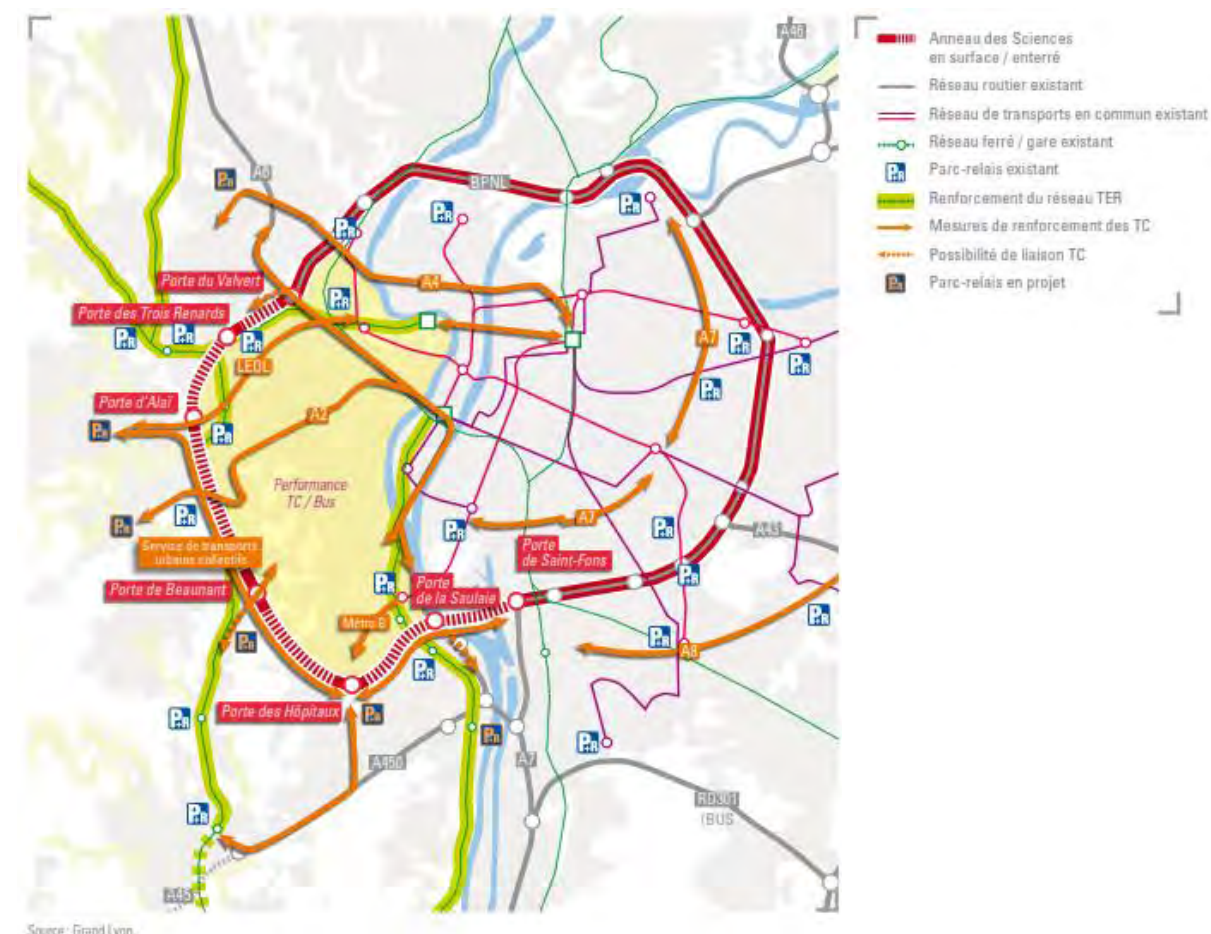 A46
Anneau des Sciences
en surface / enterré
Réseau routier existant
Réseau de transports en commun existant
Réseau ferré / gare existant
P+R
Parc-relais existant
Renforcement du réseau TER
Mesures de renforcement des TC
Possibilité de liaison TC
P+R
Parc-relais en projet
A6
P+R
BPNL
P+R
P+R
P+R
Porte du Valvert
A4
P+R
Porte des Trois Renards
P+R
P+R
P+R
A7
P+R
P+R
LEOL
P+R
Porte d'Alaï
A2
P+R
P+R
Performance
TC / Bus
P+R
P+R
P+R
A7
P+R
A43
Service de transports
urbains collectifs
Porte
de Saint-Fons
P+R
Porte de Beaunant
P+R
Porte
de la Saulaie
P+R
Métro B
P+R
P+R
A8
P+R
Porte des Hôpitaux
P+R
P+R
P+R
P+R
A450
A7
RD301
(BUS
P+R
A45
Source : Grand Lyon.